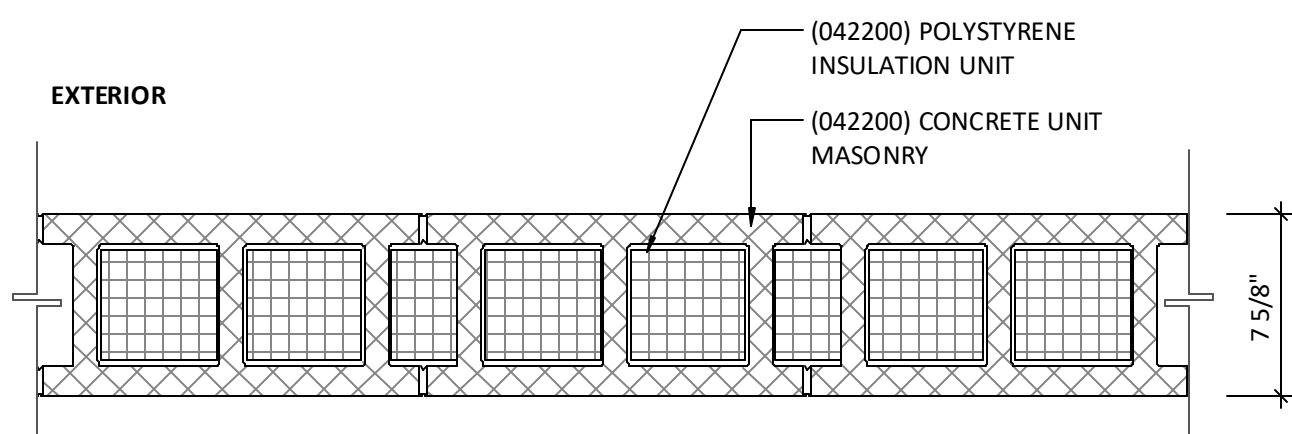 (042200) POLYSTYRENE
INSULATION UNIT
EXTERIOR
(042200) CONCRETE UNIT
MASONRY
7 5/8"